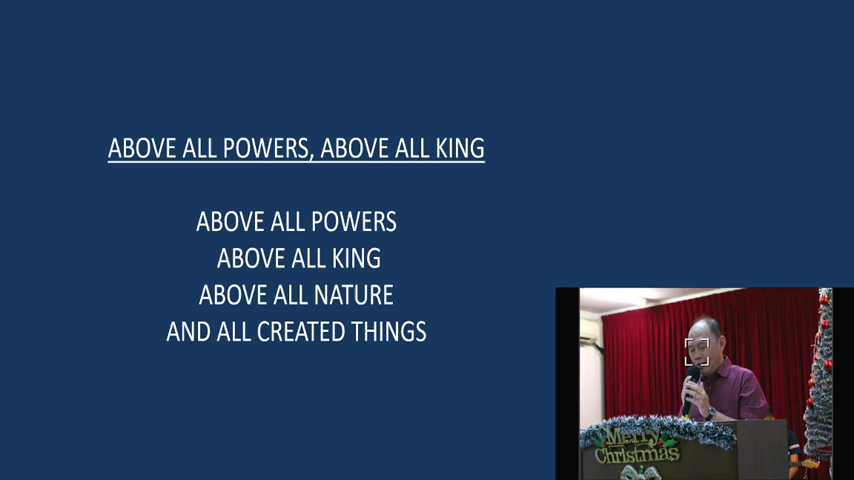 ABOVE ALL POWERS, ABOVE ALL KING
ABOVE ALL POWERS
ABOVE ALL KING
ABOVE ALL NATURE
AND ALL CREATED THINGS
Merry
Christmas